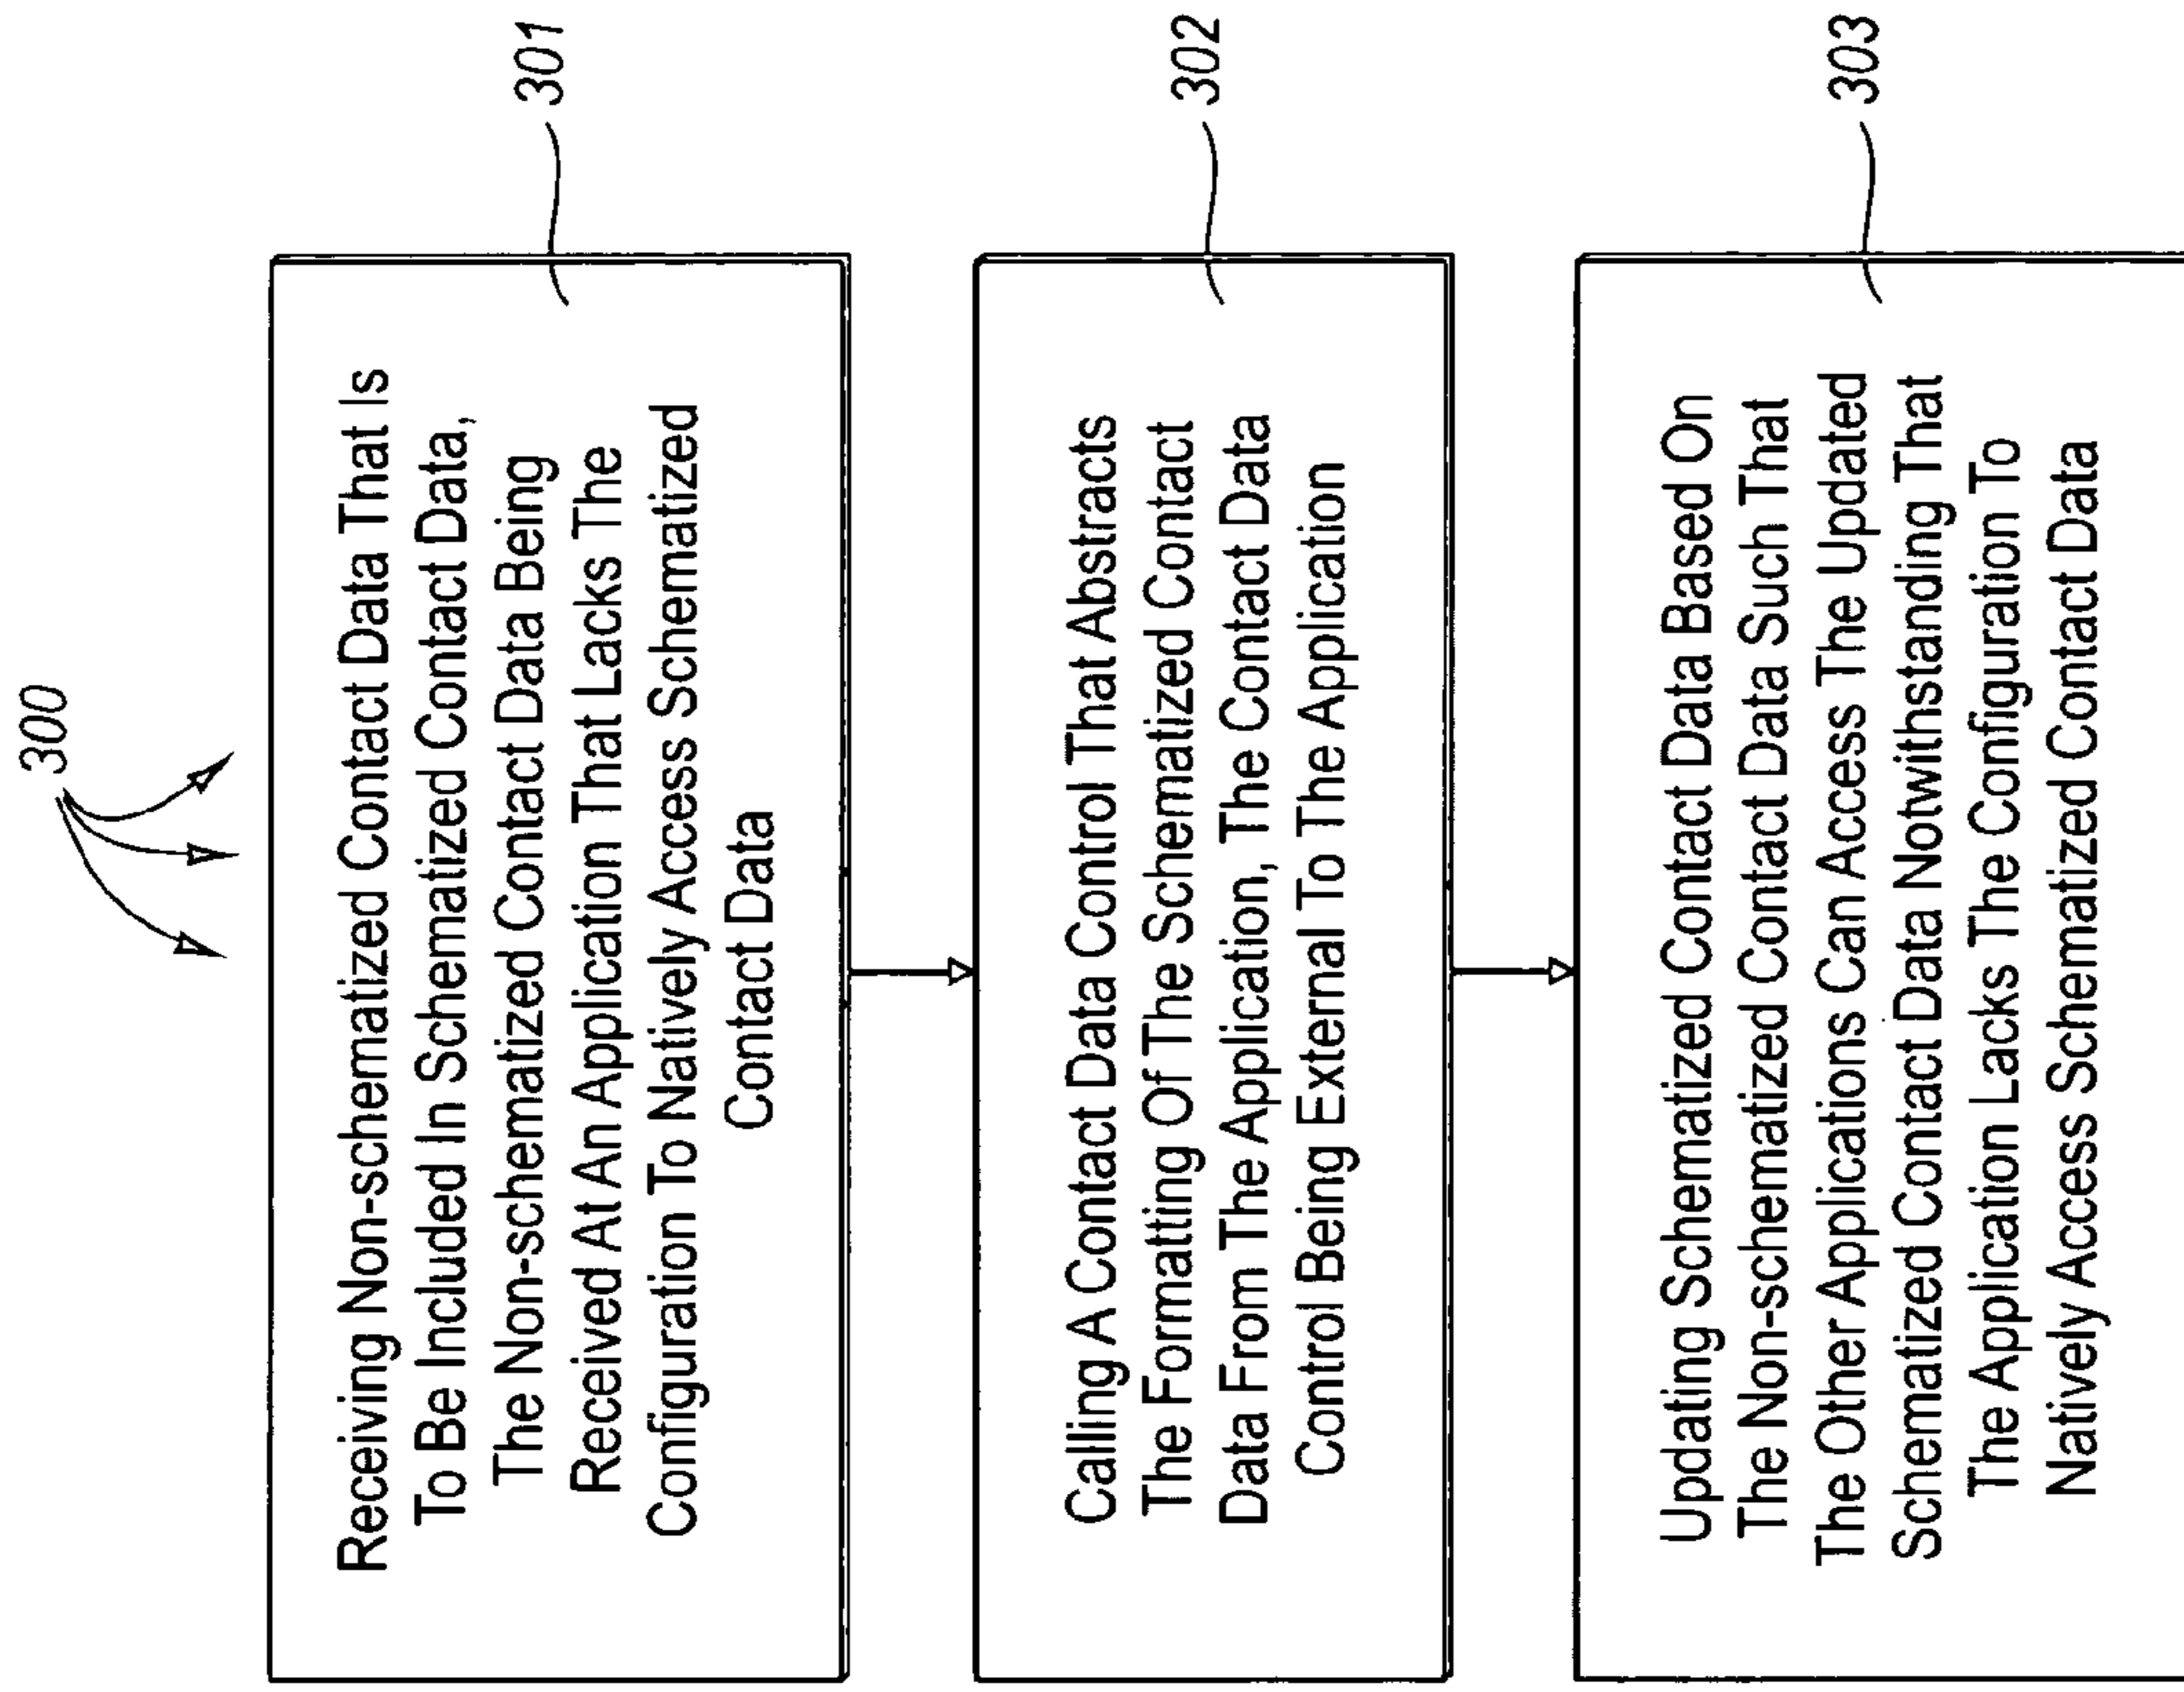 300
Receiving Non-schematized Contact Data That Is
To Be Included In Schematized Contact Data,
The Non-schematized Contact Data Being
Received At An Application That Lacks The
Configuration To Natively Access Schematized
Contact Data
301
Calling A Contact Data Control That Abstracts
The Formatting Of The Schematized Contact
Data From The Application, The Contact Data
Control Being External To The Application
302
Updating Schematized Contact Data Based On
The Non-schematized Contact Data Such That
The Other Applications Can Access The Updated
Schematized Contact Data Notwithstanding That
The Application Lacks The Configuration To
Natively Access Schematized Contact Data
303